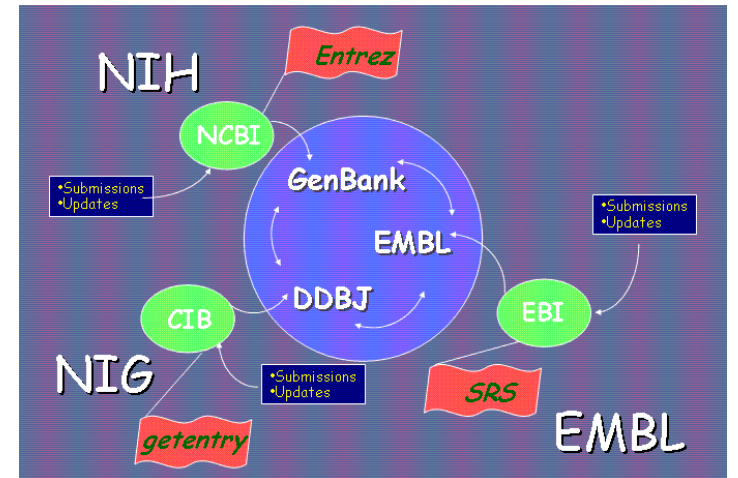 Entrez
NIH
NCBI
GenBank
•Submissions
•Updates
•Submissions
•Updates
EMBL
DDBJ
CIB
EBI
NIG
•Submissions
•Updates
SRS
getentry
EMBL